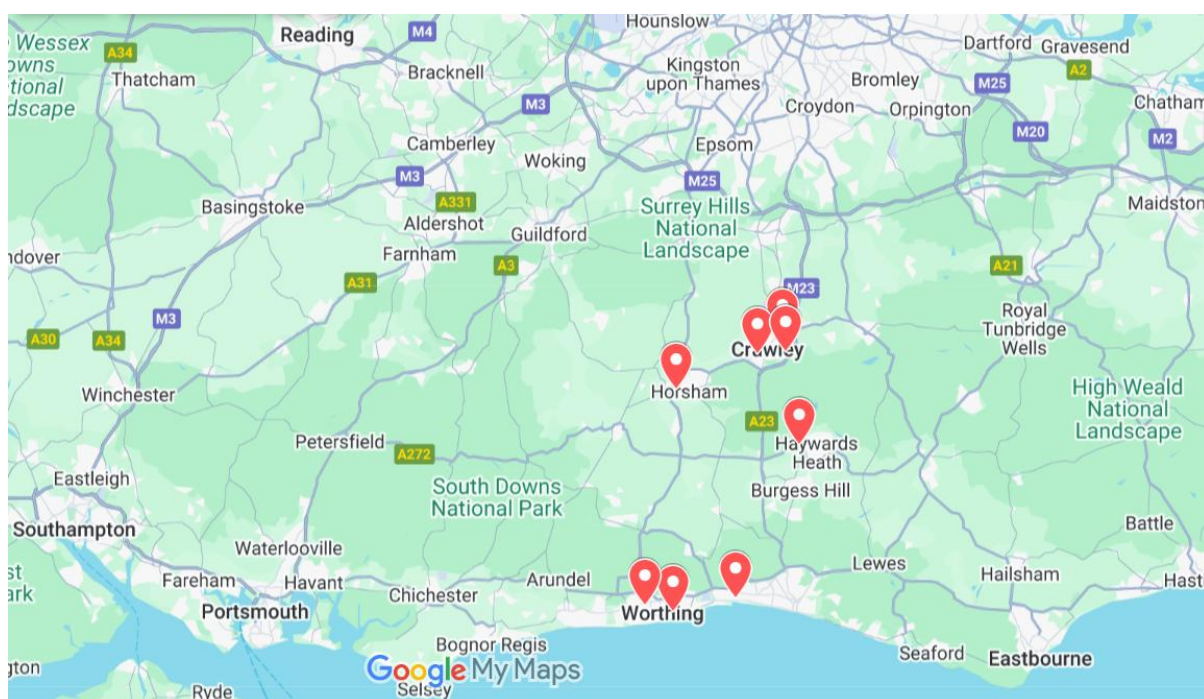 Hounslow
Dartford
Gravesend
o Wessex
owns
tional
dscape
A34
Reading
M4
Thatcham
Bracknell
Kingston
upon Thames
Bromley
M25
A2
Croydon
Orpington
Chatham
M3
Camberley
Woking
Epsom
M20
M2
M3
M25
Basingstoke
A331
Aldershot
Surrey Hills
National
Landscape
Maidston
Guildford
ndover
Farnham
A3
A21
A31
M23
M3
A30
A34
Royal
Tunbridge
Wells
Crawley
Winchester
Horsham
High Weald
National
Landscape
A23
Petersfield
A272
Haywards
Heath
Eastleigh
South Downs
National Park
Burgess Hill
Southampton
Battle
Waterlooville
Lewes
est
ark
Fareham
Havant
Chichester
Arundel
Hailsham
Hast
Portsmouth
Worthing
Bognor Regis
Seaford
Eastbourne
ngton
Google My Maps
Ryde
Selsey